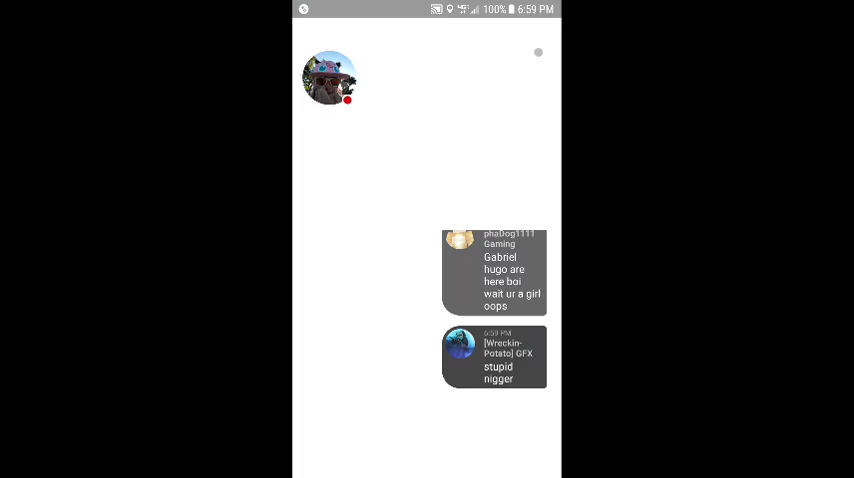 100% 6:59 PM
phaDog1111
Gaming
Gabriel
hugo are
here boi
wait ur a girl
oops
6:59 PM
[Wreckin-
Potato] GFX
stupid
nigger